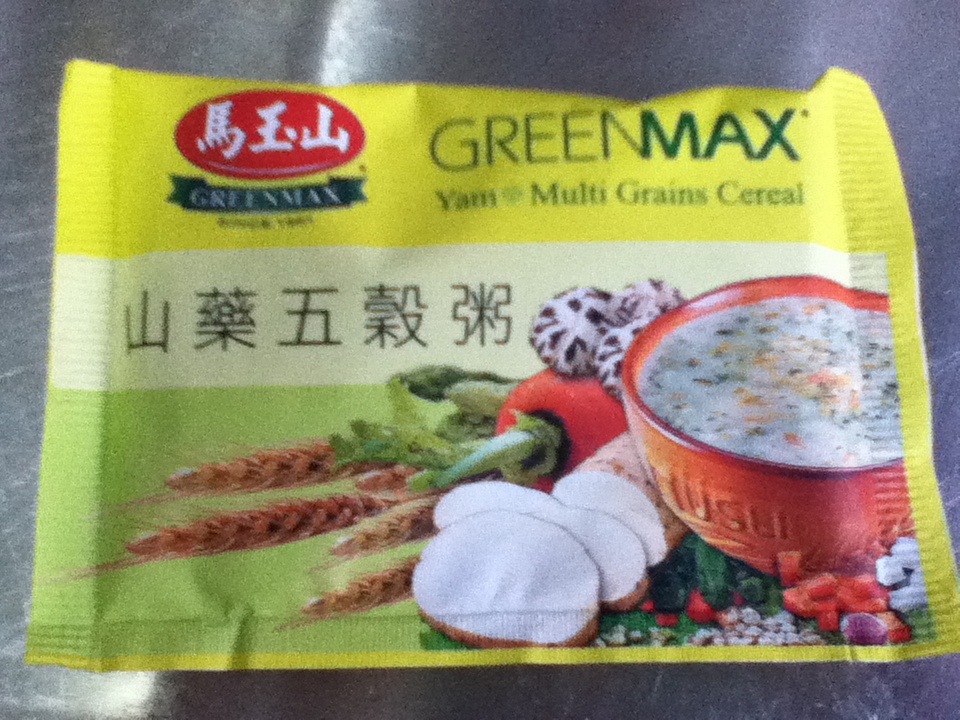 馬玉山
GREENMAX
GREENMAX
Yam Multi Grains Cereal
山藥五穀粥